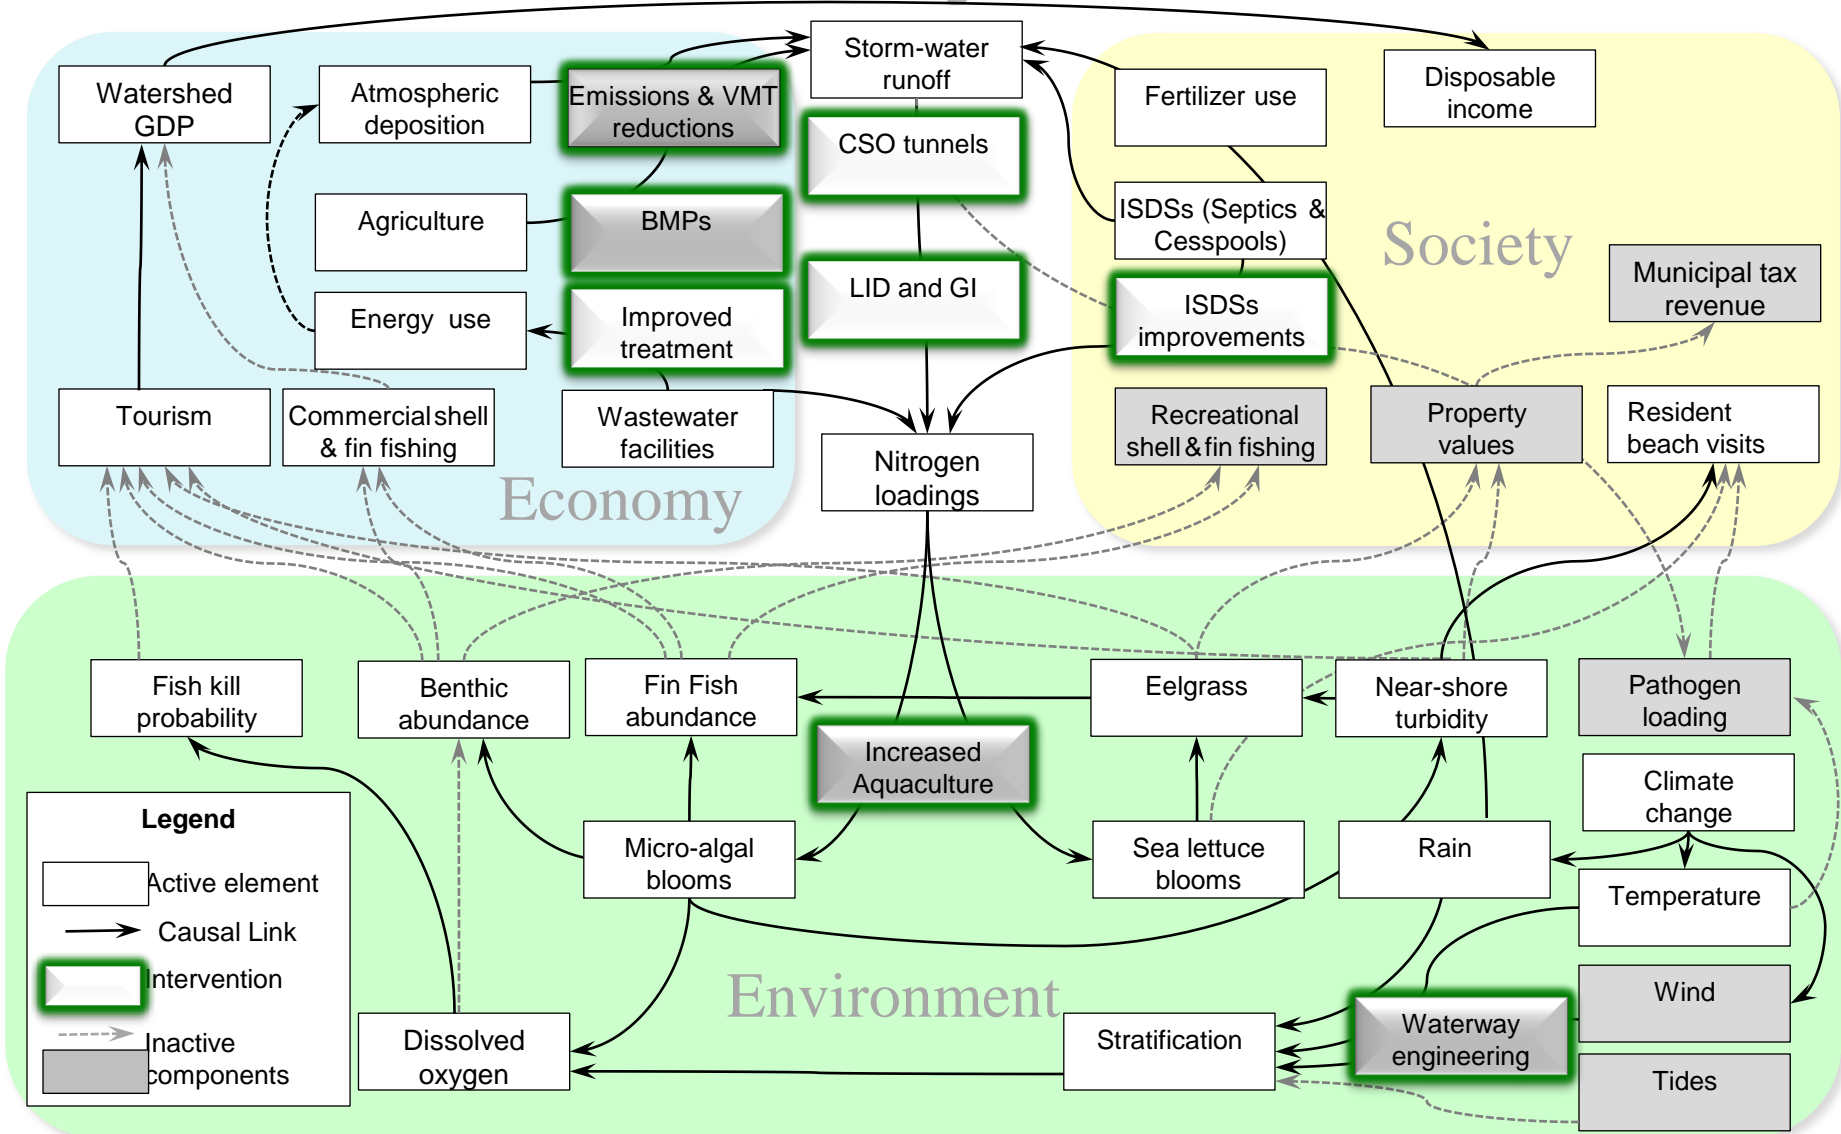 Storm-water
runoff
Watershed
GDP
Atmospheric
deposition
Emissions & VMT
reductions
Fertilizer use
Disposable
income
CSO tunnels
Agriculture
BMPs
ISDSs (Septics &
Cesspools)
Society
Municipal tax
revenue
Energy use
Improved
treatment
LID and GI
ISDSs
improvements
Tourism
Commercial shell
& fin fishing
Wastewater
facilities
Nitrogen
loadings
Recreational
shell & fin fishing
Property
values
Resident
beach visits
Economy
Fish kill
probability
Benthic
abundance
Fin Fish
abundance
Eelgrass
Near-shore
turbidity
Pathogen
loading
Increased
Aquaculture
Climate
change
Micro-algal
blooms
Sea lettuce
blooms
Rain
Temperature
Environment
Wind
Dissolved
oxygen
Stratification
Waterway
engineering
Tides
Legend
Active element
Causal Link
Intervention
Inactive
components